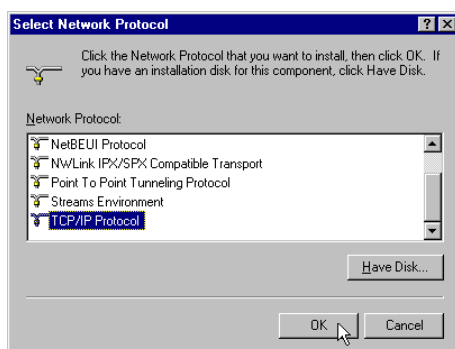 Select Network Protocol
Click the Network Protocol that you want to install, then click OK. If
you have an installation disk for this component, click Have Disk.
Network Protocol:
NetBEUI Protocol
NWLink IPX/SPX Compatible Transport
Point To Point Tunneling Protocol
Streams Environment
TCP/IP Protocol
Have Disk...
OK
Cancel